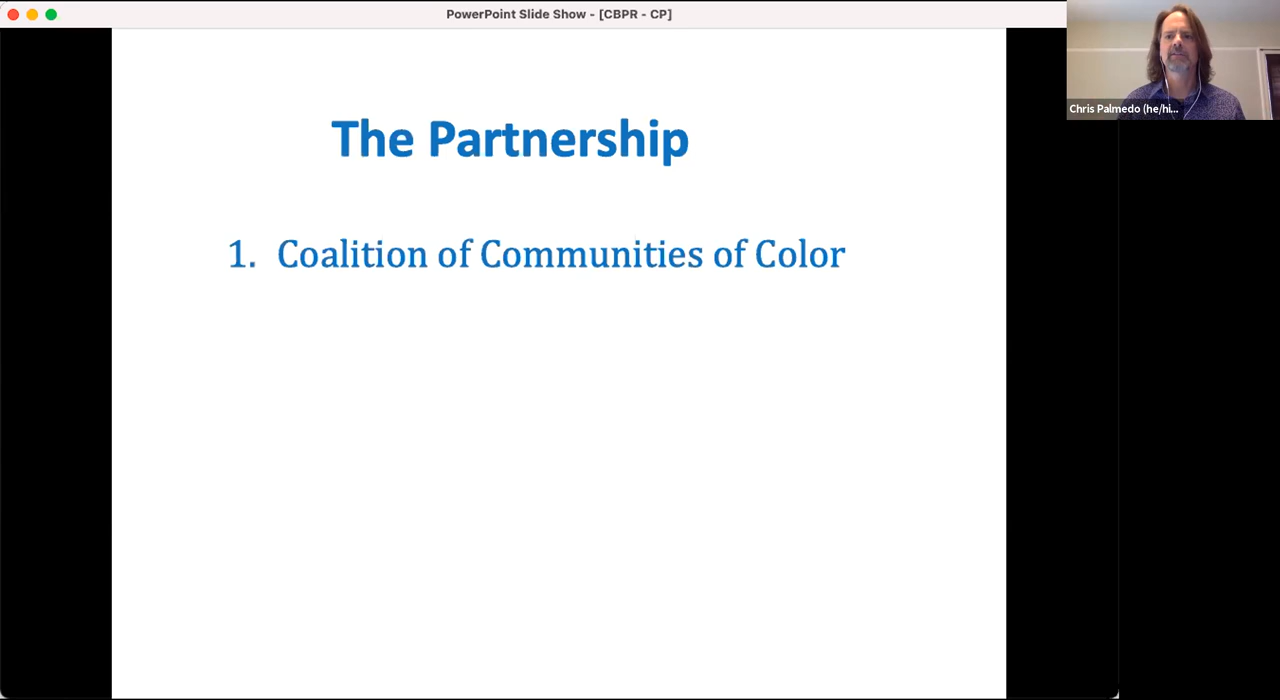 PowerPoint Slide Show - [CBPR - CP]
Chris Palmedo (he/hi...
The Partnership
1. Coalition of Communities of Color